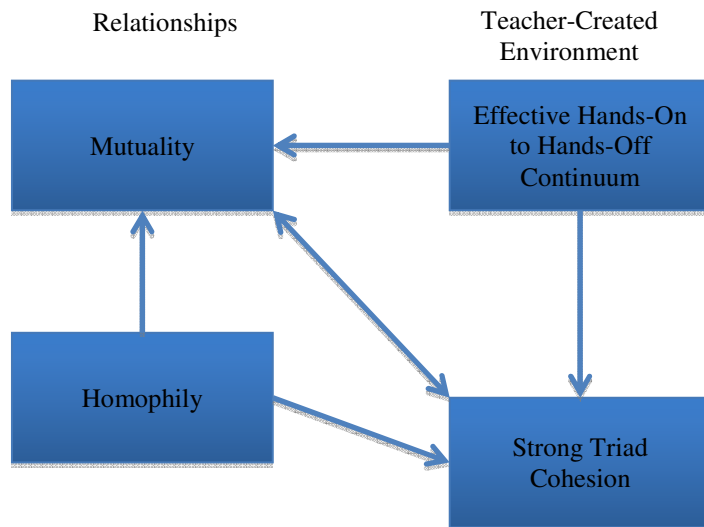 Relationships
Teacher-Created
Environment
Mutuality
Effective Hands-On
to Hands-Off
Continuum
Homophily
Strong Triad
Cohesion